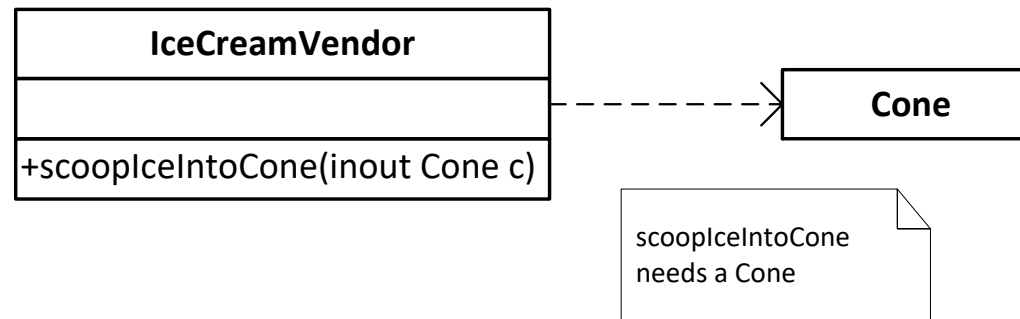 IceCreamVendor
Cone
+scoopIceIntoCone(inout Cone c)
scoopIceIntoCone
needs a Cone